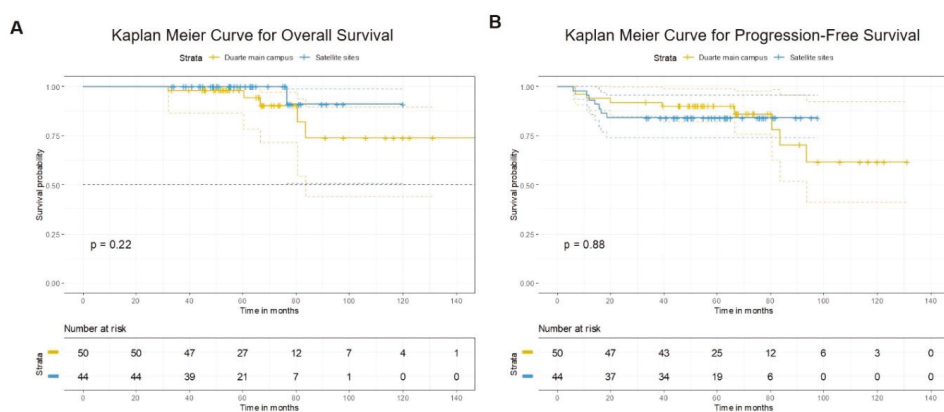 A
Kaplan Meier Curve for Overall Survival
Strata Duarte main campus Satellite sites
Survival probability
1.00
0.75
0.50
0.25
0.00
p = 0.22
0 20 40 60 80 100 120 140
Time in months
Number at risk
Strata
50 50 47 27 12 7 4 1
44 44 39 21 7 1 0 0
0 20 40 60 80 100 120 140
Time in months
B
Kaplan Meier Curve for Progression-Free Survival
Strata Duarte main campus Satellite sites
Survival probability
1.00
0.75
0.50
0.25
0.00
p = 0.88
0 20 40 60 80 100 120 140
Time in months
Number at risk
Strata
50 47 43 25 12 6 3 0
44 37 34 19 6 0 0 0
0 20 40 60 80 100 120 140
Time in months